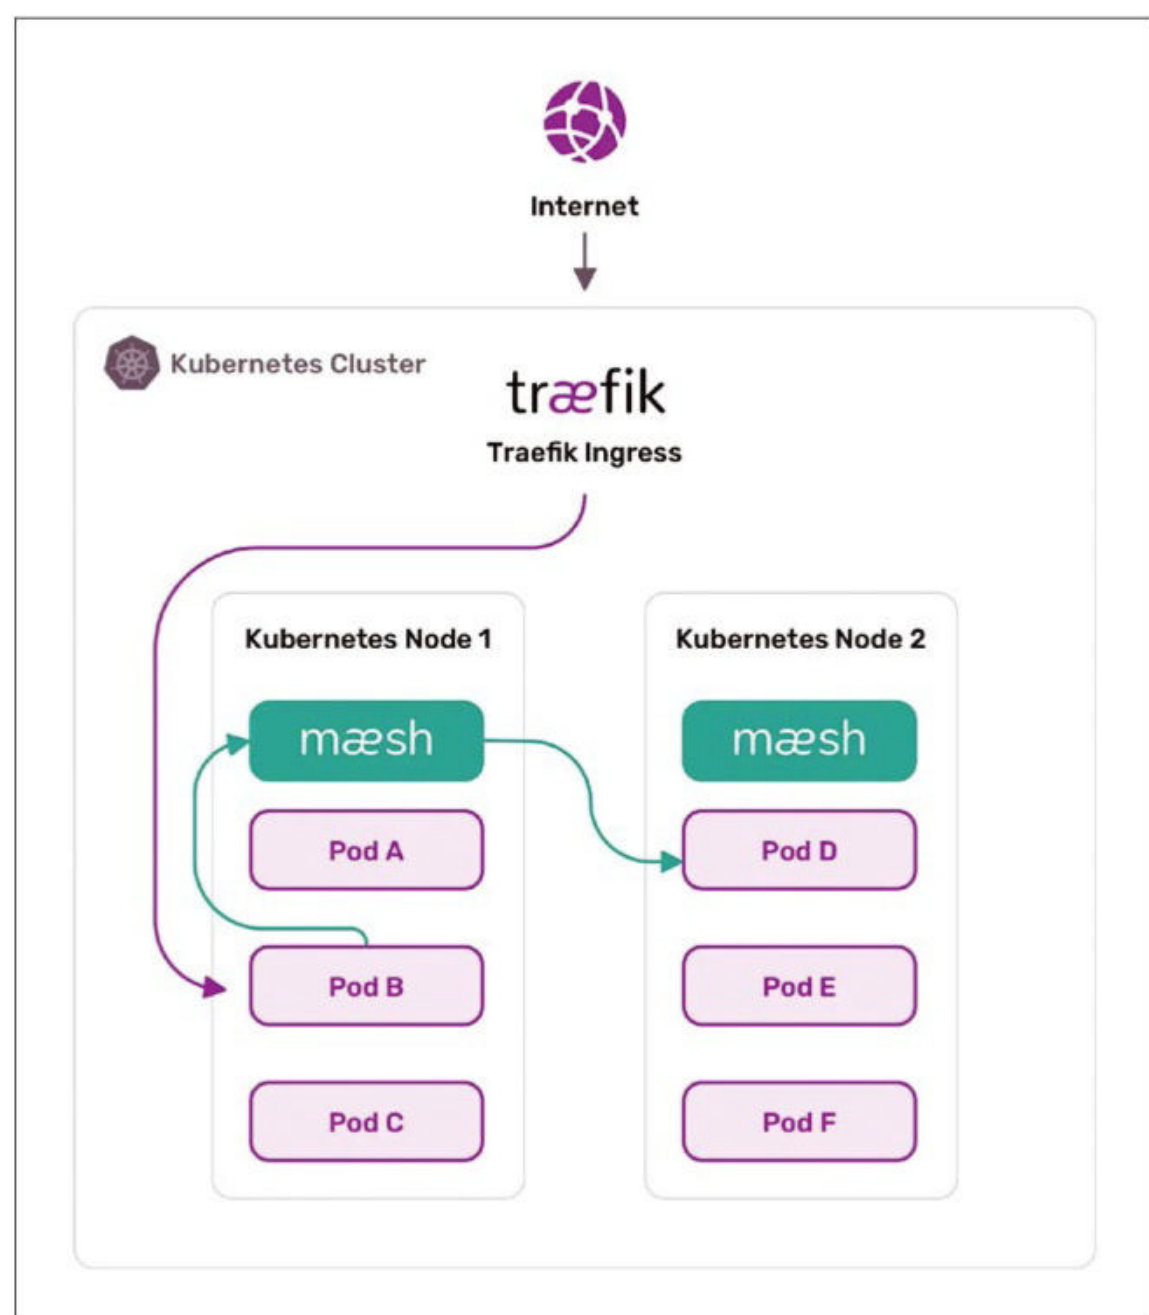 Internet
Kubernetes Cluster
træfik
Traefik Ingress
Kubernetes Node 1
mæsh
Pod A
Pod B
Pod C
Kubernetes Node 2
mæsh
Pod D
Pod E
Pod F